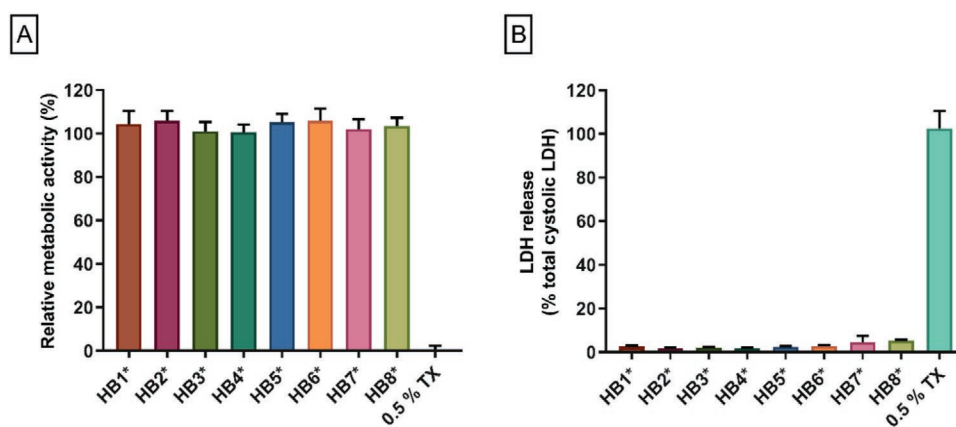 A
Relative metabolic activity (%)
120
100
80
60
40
20
0
HB1*
HB2*
HB3*
HB4*
HB5*
HB6*
HB7*
HB8*
0.5 % TX
B
LDH release
(% total cystolic LDH)
120
100
80
60
40
20
0
HB1*
HB2*
HB3*
HB4*
HB5*
HB6*
HB7*
HB8*
0.5 % TX